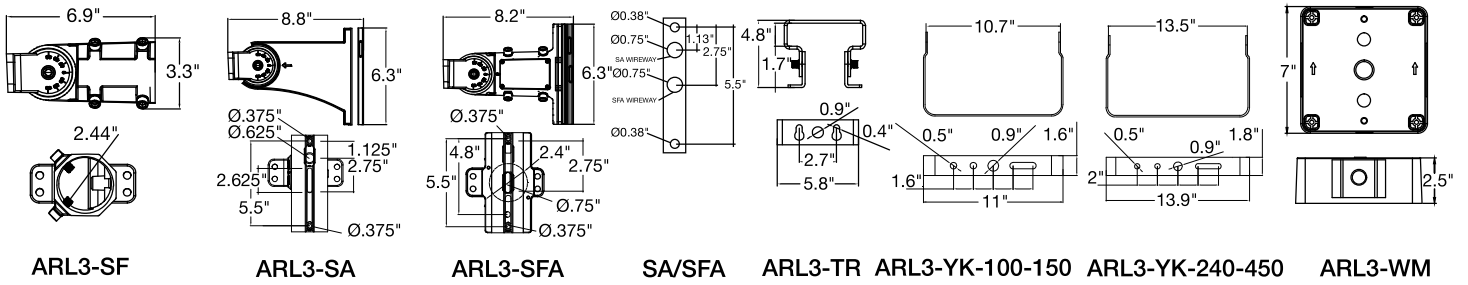 6.9"
3.3"
2.44"
ARL3-SF
8.8"
6.3"
Ø.375"
Ø.625"
1.125"
2.75"
2.625"
5.5"
Ø.375"
ARL3-SA
8.2"
6.3"
Ø.375"
4.8"
2.4"
2.75"
5.5"
Ø.75"
Ø.375"
ARL3-SFA
Ø0.38"
Ø0.75"
1.13"
2.75"
SA WIREWAY
Ø0.75"
5.5"
SFA WIREWAY
Ø0.38"
SA/SFA
4.8"
1.7"
0.9"
0.4"
2.7"
5.8"
ARL3-TR
10.7"
0.5"
0.9"
1.6"
1.6"
11"
ARL3-YK-100-150
13.5"
0.5"
0.9"
1.8"
2"
13.9"
ARL3-YK-240-450
7"
2.5"
ARL3-WM